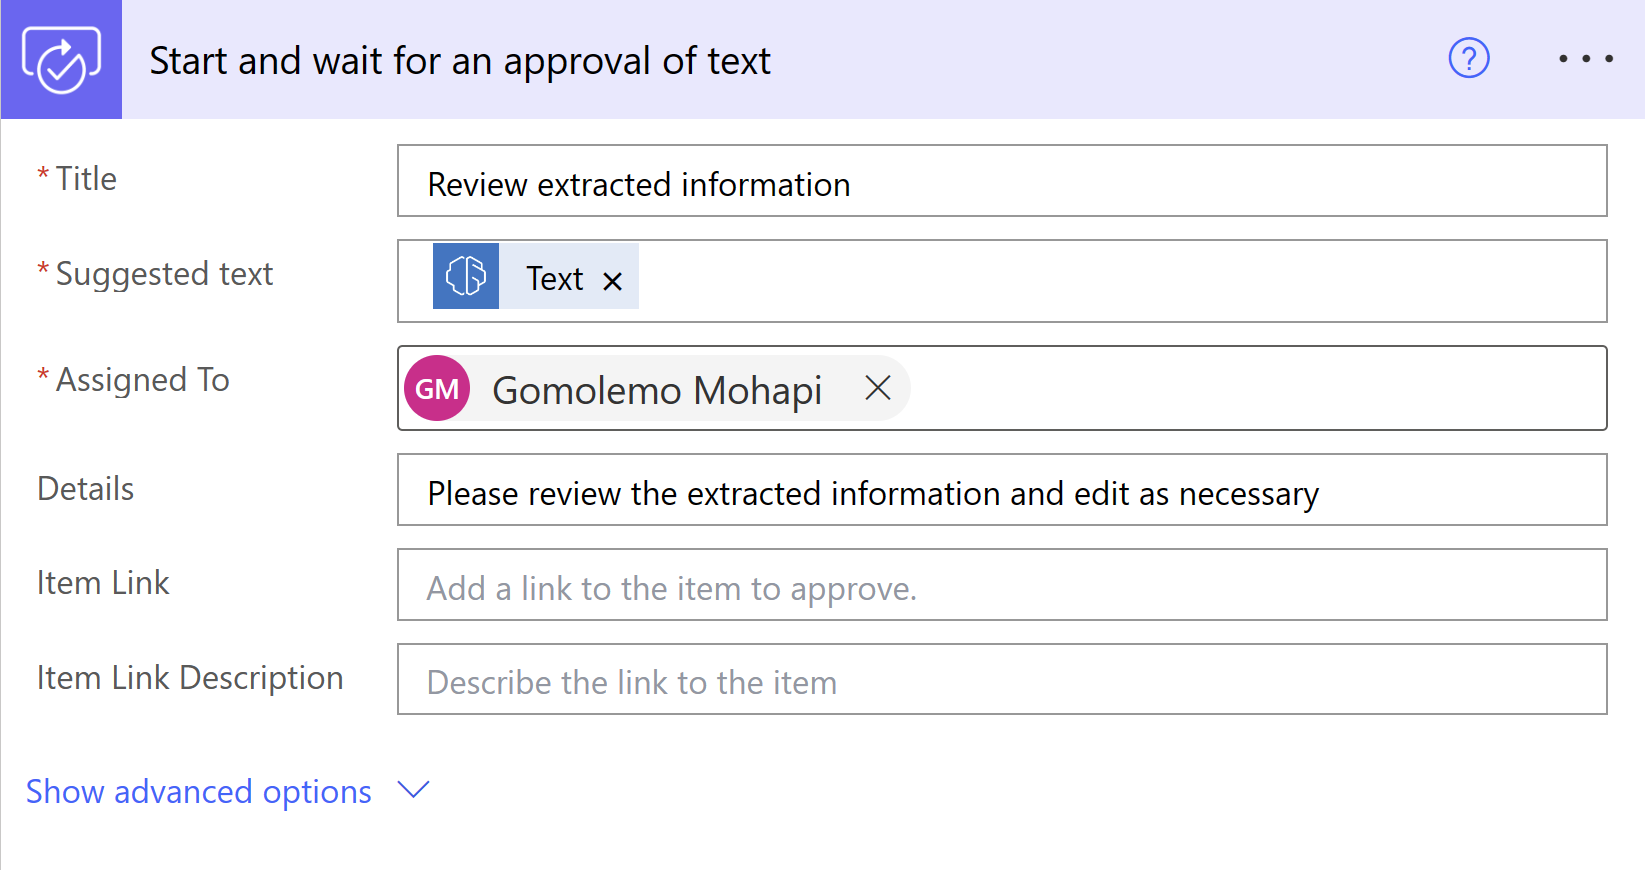 Start and wait for an approval of text
?
* Title
Review extracted information
* Suggested text
Text
* Assigned To
GM
Gomolemo Mohapi
Details
Please review the extracted information and edit as necessary
Item Link
Add a link to the item to approve.
Item Link Description
Describe the link to the item
Show advanced options